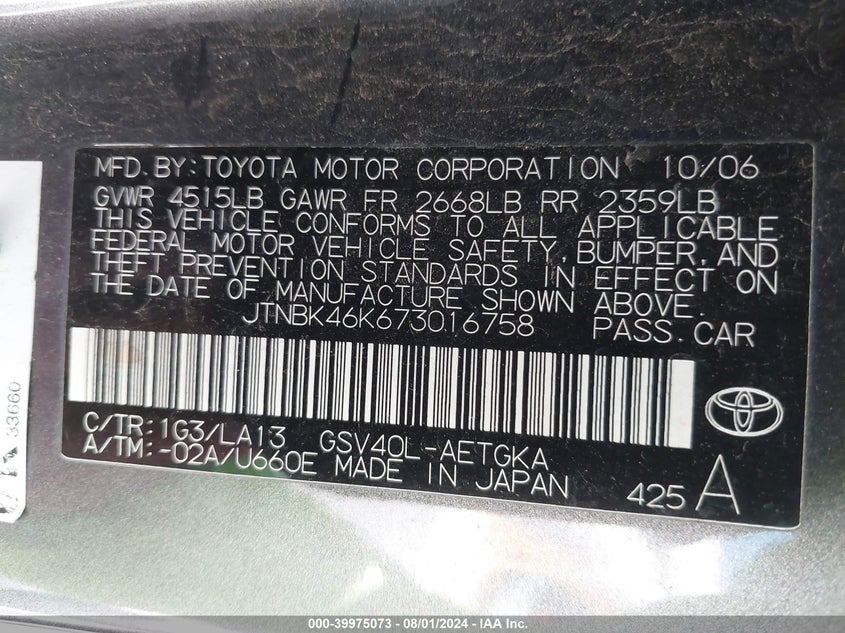 MFD.BY:TOYOTA MOTOR CORPORATION 10/06
GVWR 4515LB GAWR FR 2668LB RR 2359LB
THIS VEHICLE CONFORMS TO ALL APPLICABLE
FEDERAL MOTOR VEHICLE SAFETY,BUMPER,AND
THEFT PREVENTION STANDARDS IN EFFECT ON
THE DATE OF MANUFACTURE SHOWN ABOVE.
JTNBK46K673016758 PASS.CAR
C/TR:1G3/LA13 GSV40L-AETGKA
A/TM:-02A/U660E MADE IN JAPAN
425 A
33660
000-39975073 - 08/01/2024 - © IAA Inc.